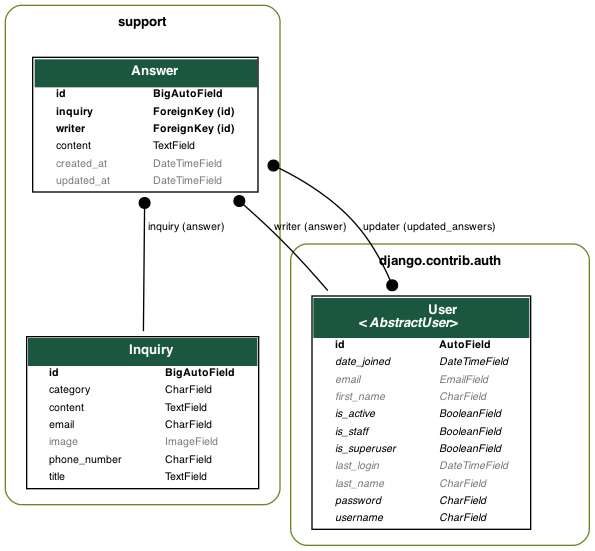 support
Answer
id BigAutoField
inquiry ForeignKey (id)
writer ForeignKey (id)
content TextField
created_at DateTimeField
updated_at DateTimeField
inquiry (answer)
writer (answer)
updater (updated_answers)
Inquiry
id BigAutoField
category CharField
content TextField
email CharField
image ImageField
phone_number CharField
title TextField
django.contrib.auth
User
<AbstractUser>
id AutoField
date_joined DateTimeField
email EmailField
first_name CharField
is_active BooleanField
is_staff BooleanField
is_superuser BooleanField
last_login DateTimeField
last_name CharField
password CharField
username CharField